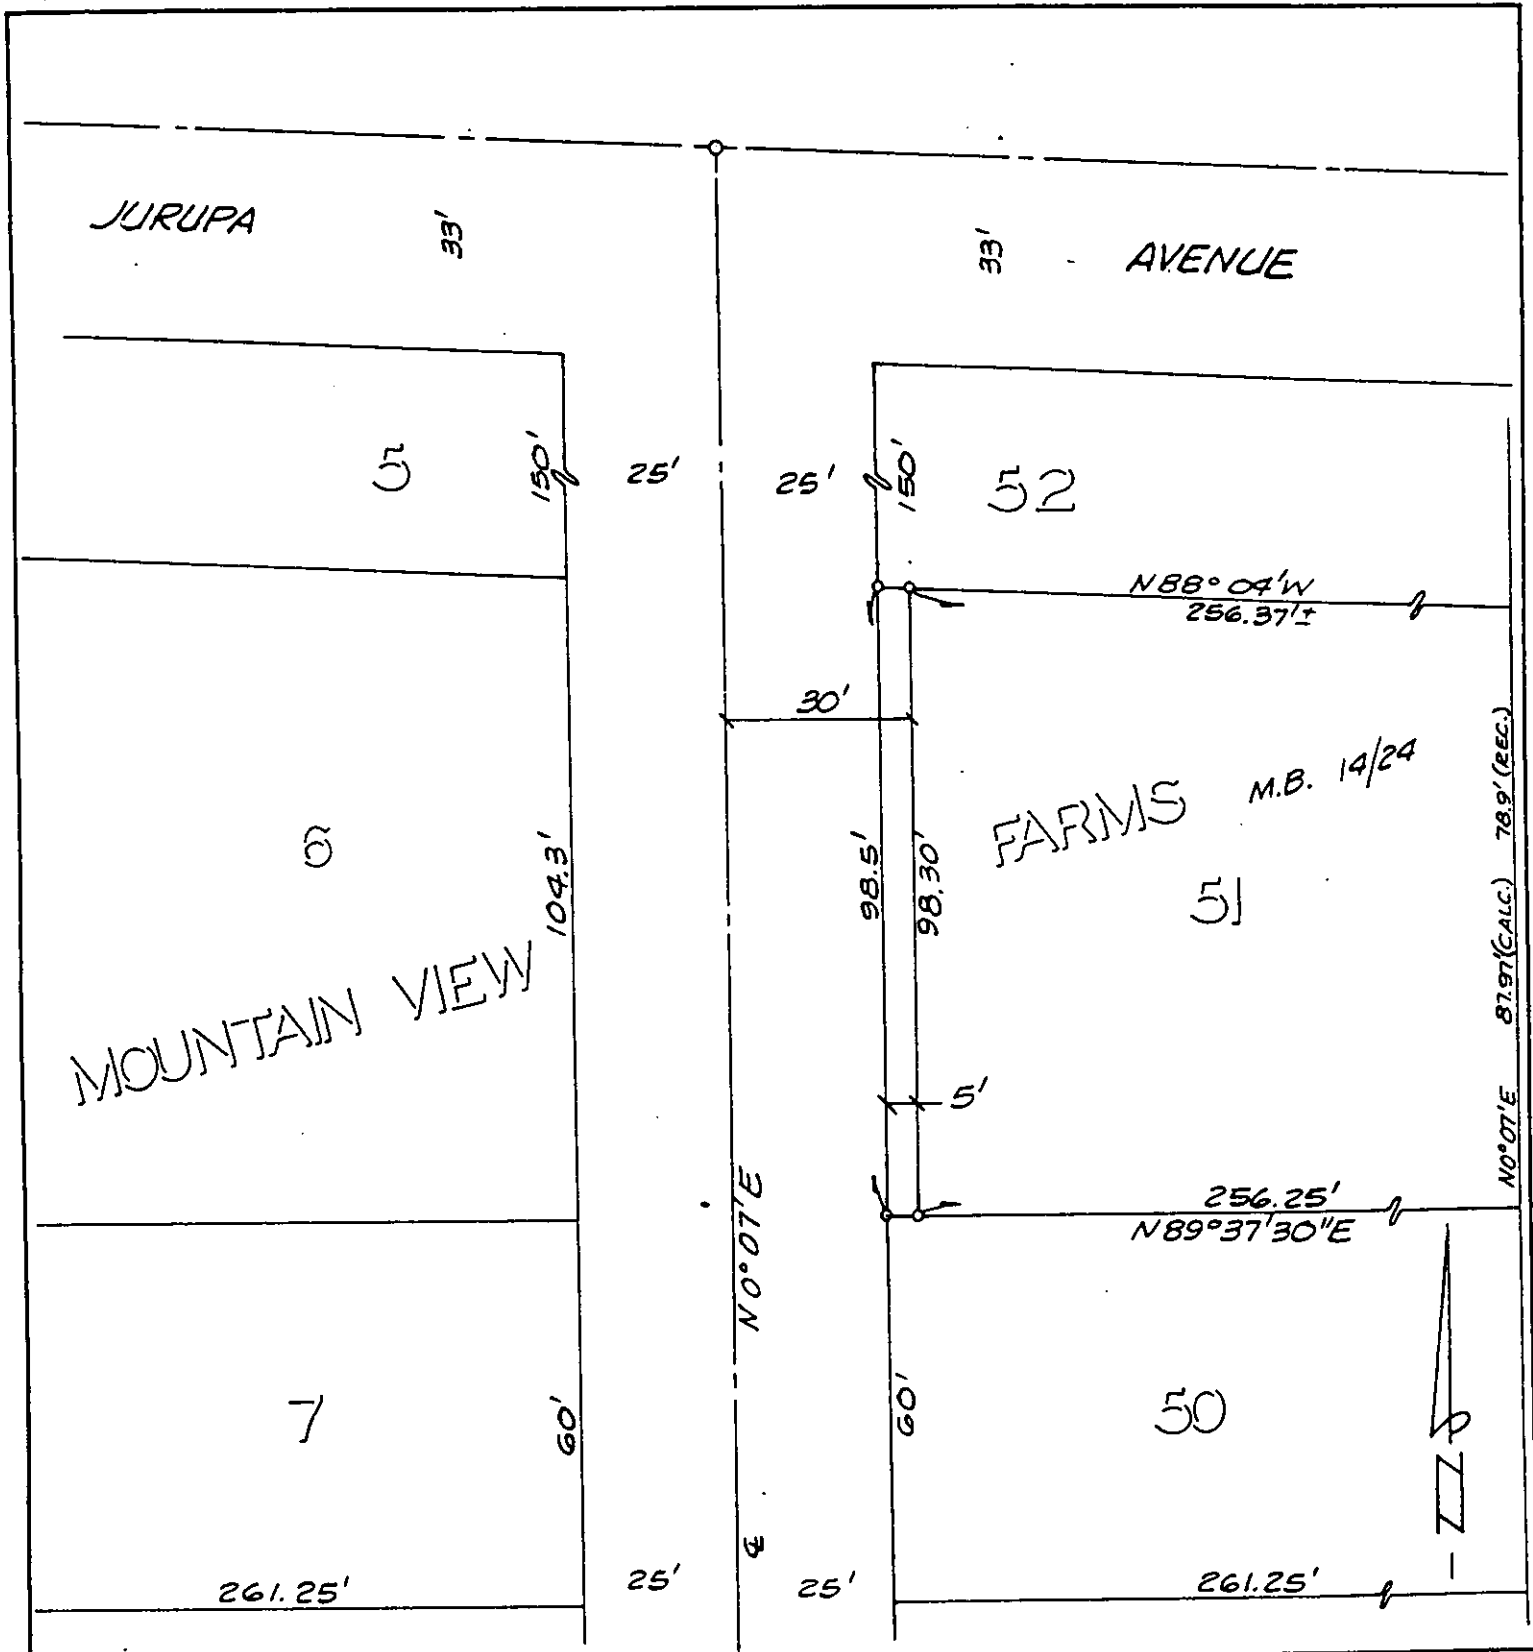 JURUPA 33' 33' AVENUE
5 150' 25' 25' 150' 52
N88°04'W
256.37'±
30'
FARMS M.B. 14/24
6 104.3' 98.5' 98.30' 51
N0°07'E 87.97'(CALC.) 78.9'(REC.)
MOUNTAIN VIEW
5'
256.25'
N89°37'30"E
℄ N0°07'E
7 60' 60' 50
N
261.25' 25' 25' 261.25'